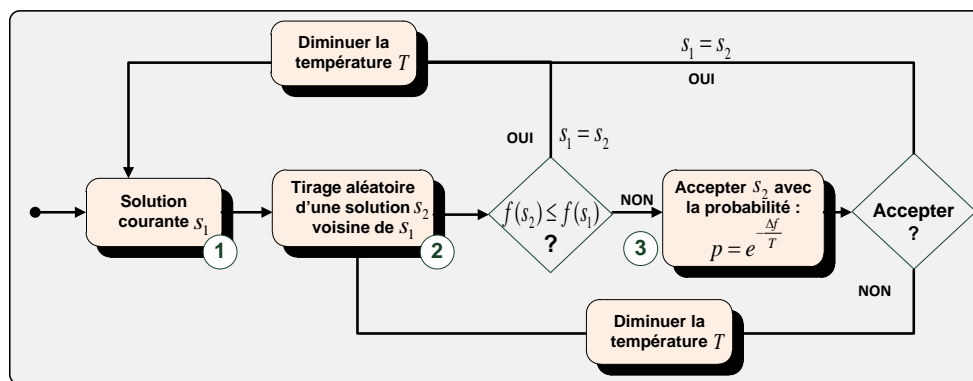 Diminuer la
température T
s₁ = s₂
OUI
OUI
s₁ = s₂
Solution
courante s₁
1
Tirage aléatoire
d'une solution s₂
voisine de s₁
2
f(s₂) ≤ f(s₁)
?
NON
3
Accepter s₂ avec
la probabilité :
p = e^(-Δf/T)
Accepter
?
NON
Diminuer la
température T